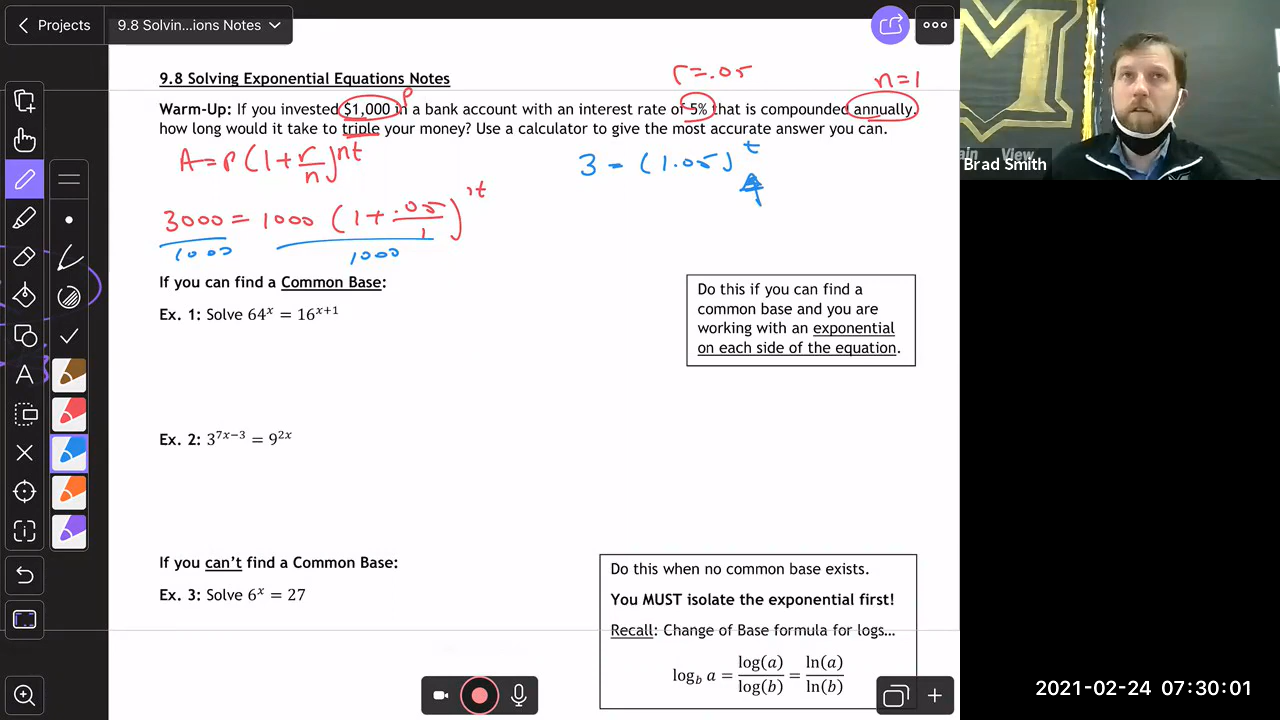 Projects
9.8 Solvin...ions Notes
9.8 Solving Exponential Equations Notes
r=.05
n=1
P
Warm-Up: If you invested $1,000 in a bank account with an interest rate of 5% that is compounded annually.
how long would it take to triple your money? Use a calculator to give the most accurate answer you can.
A=P(1+r/n)^nt
3=(1.05)^t
3000=1000(1+.05/1)^1t
1000 1000
If you can find a Common Base:
Ex. 1: Solve 64^x = 16^x+1
Do this if you can find a
common base and you are
working with an exponential
on each side of the equation.
Ex. 2: 3^7x−3 = 9^2x
If you can't find a Common Base:
Ex. 3: Solve 6^x = 27
Do this when no common base exists.
You MUST isolate the exponential first!
Recall: Change of Base formula for logs...
log_b a = log(a)/log(b) = ln(a)/ln(b)
M
View
Brad Smith
2021-02-24 07:30:01